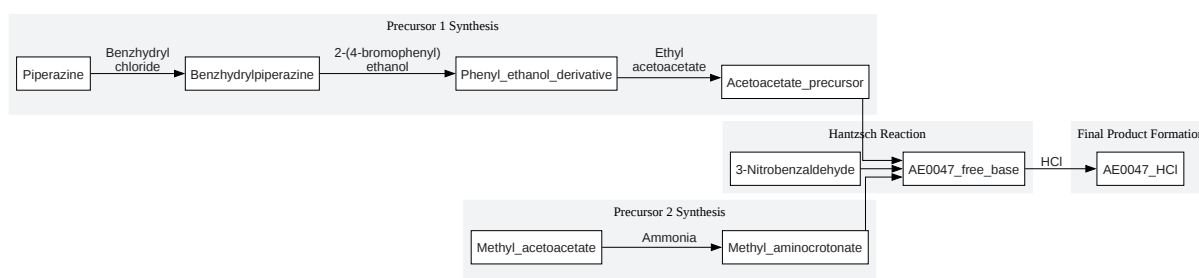 Precursor 1 Synthesis
Piperazine
Benzhydryl
chloride
Benzhydrylpiperazine
2-(4-bromophenyl)
ethanol
Phenyl_ethanol_derivative
Ethyl
acetoacetate
Acetoacetate_precursor
Hantzsch Reaction
3-Nitrobenzaldehyde
AE0047_free_base
HCl
Final Product Formation
AE0047_HCl
Precursor 2 Synthesis
Methyl_acetoacetate
Ammonia
Methyl_aminocrotonate